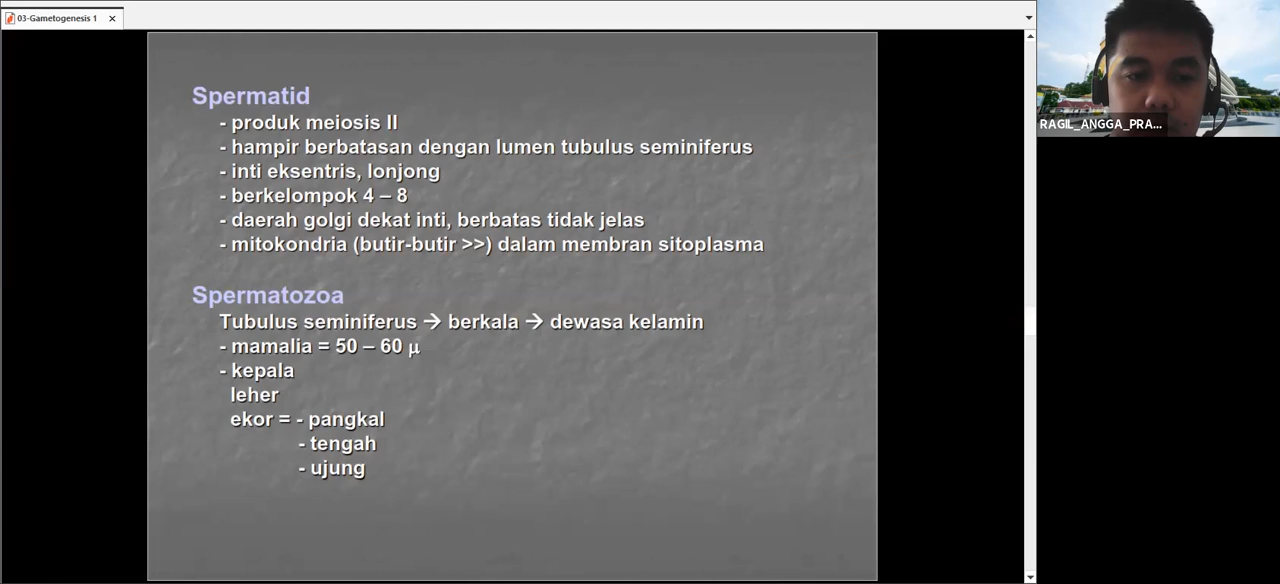 03-Gametogenesis 1
Spermatid
- produk meiosis II
- hampir berbatasan dengan lumen tubulus seminiferus
- inti eksentris, lonjong
- berkelompok 4 – 8
- daerah golgi dekat inti, berbatas tidak jelas
- mitokondria (butir-butir >>) dalam membran sitoplasma
Spermatozoa
Tubulus seminiferus → berkala → dewasa kelamin
- mamalia = 50 – 60 μ
- kepala
leher
ekor = - pangkal
- tengah
- ujung
RAGIL_ANGGA_PRA...